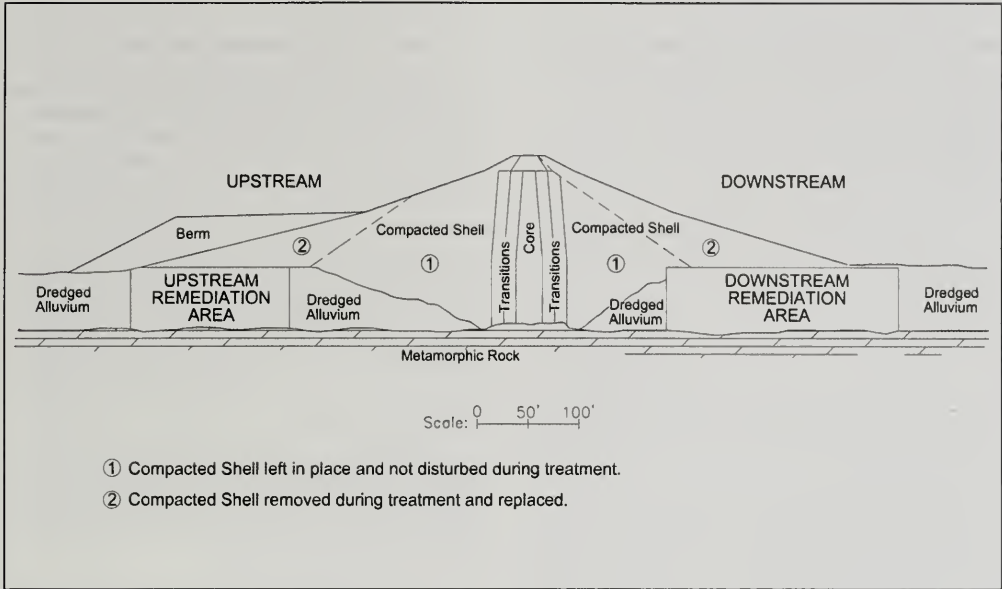 UPSTREAM
DOWNSTREAM
Berm
②
Compacted Shell
①
Transitions
Core
Transitions
Compacted Shell
①
②
Dredged
Alluvium
UPSTREAM
REMEDIATION
AREA
Dredged
Alluvium
Dredged
Alluvium
DOWNSTREAM
REMEDIATION
AREA
Dredged
Alluvium
Metamorphic Rock
Scale: 0 50' 100'
① Compacted Shell left in place and not disturbed during treatment.
② Compacted Shell removed during treatment and replaced.